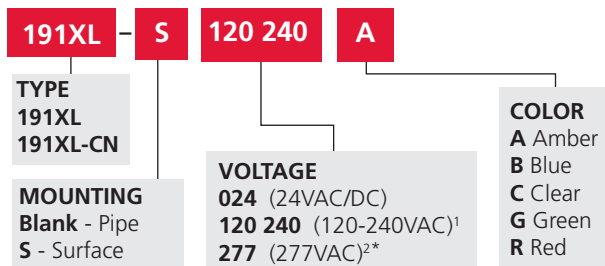 191XL – S 120 240 A
TYPE
191XL
191XL-CN
MOUNTING
Blank - Pipe
S - Surface
VOLTAGE
024 (24VAC/DC)
120 240 (120-240VAC)¹
277 (277VAC)²*
COLOR
A Amber
B Blue
C Clear
G Green
R Red